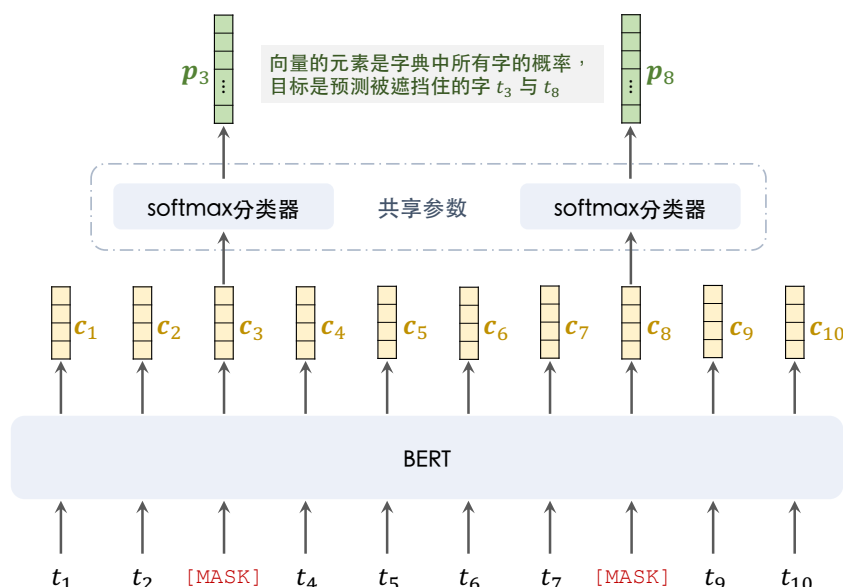 p3
向量的元素是字典中所有字的概率，
目标是预测被遮挡住的字 t3 与 t8
p8
softmax分类器
共享参数
softmax分类器
c1
c2
c3
c4
c5
c6
c7
c8
c9
c10
BERT
t1
t2
[MASK]
t4
t5
t6
t7
[MASK]
t9
t10